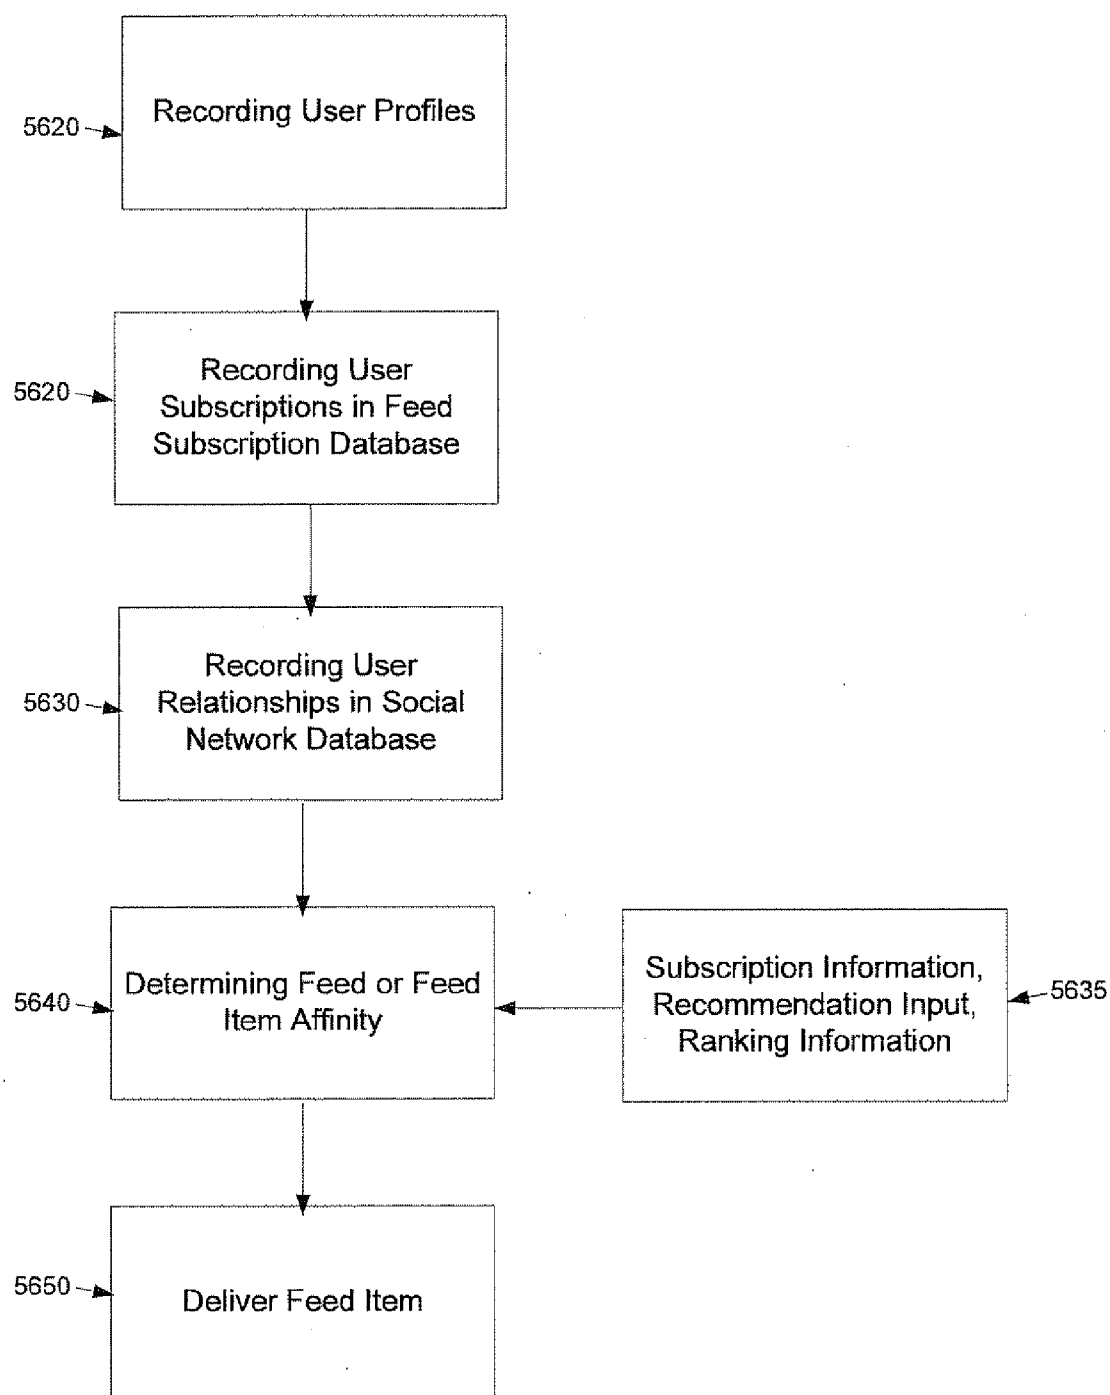 Recording User Profiles
5620
Recording User
Subscriptions in Feed
Subscription Database
5620
Recording User
Relationships in Social
Network Database
5630
Determining Feed or Feed
Item Affinity
5640
Subscription Information,
Recommendation Input,
Ranking Information
5635
Deliver Feed Item
5650